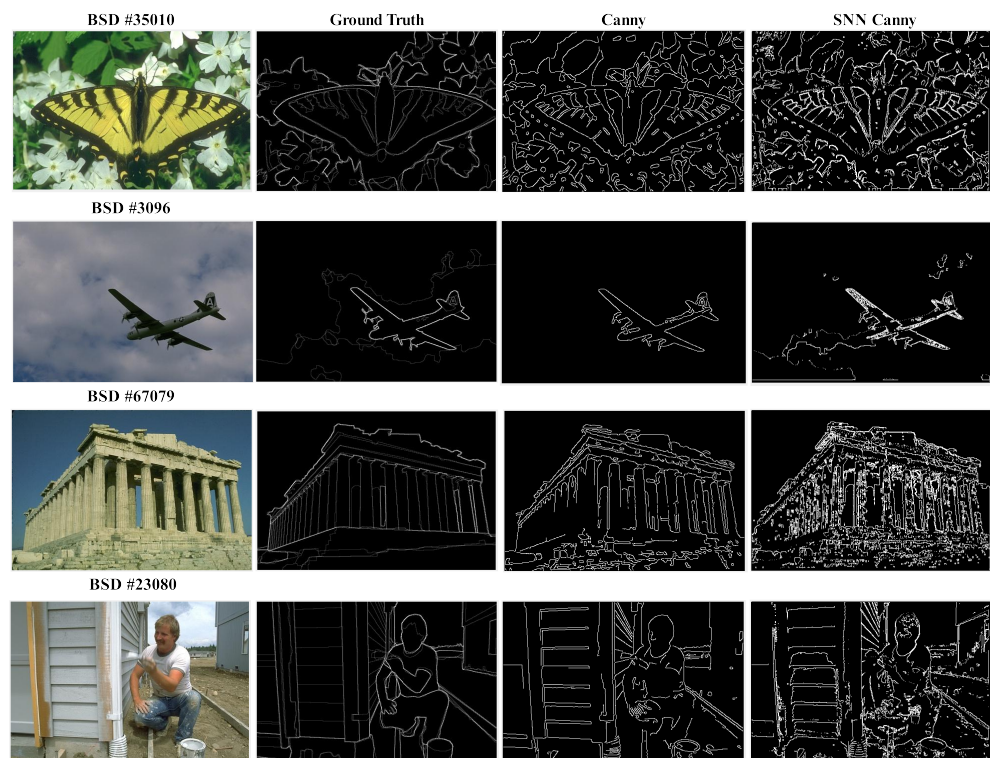 BSD #35010
Ground Truth
Canny
SNN Canny
BSD #3096
BSD #67079
BSD #23080